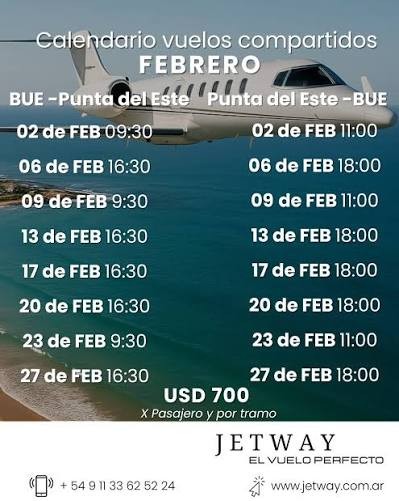 Calendario vuelos compartidos
FEBRERO
BUE -Punta del Este Punta del Este -BUE
02 de FEB 09:30 02 de FEB 11:00
06 de FEB 16:30 06 de FEB 18:00
09 de FEB 9:30 09 de FEB 11:00
13 de FEB 16:30 13 de FEB 18:00
17 de FEB 16:30 17 de FEB 18:00
20 de FEB 16:30 20 de FEB 18:00
23 de FEB 9:30 23 de FEB 11:00
27 de FEB 16:30 27 de FEB 18:00
USD 700
X Pasajero y por tramo
JETWAY
EL VUELO PERFECTO
+ 54 9 11 33 62 52 24 www.jetway.com.ar